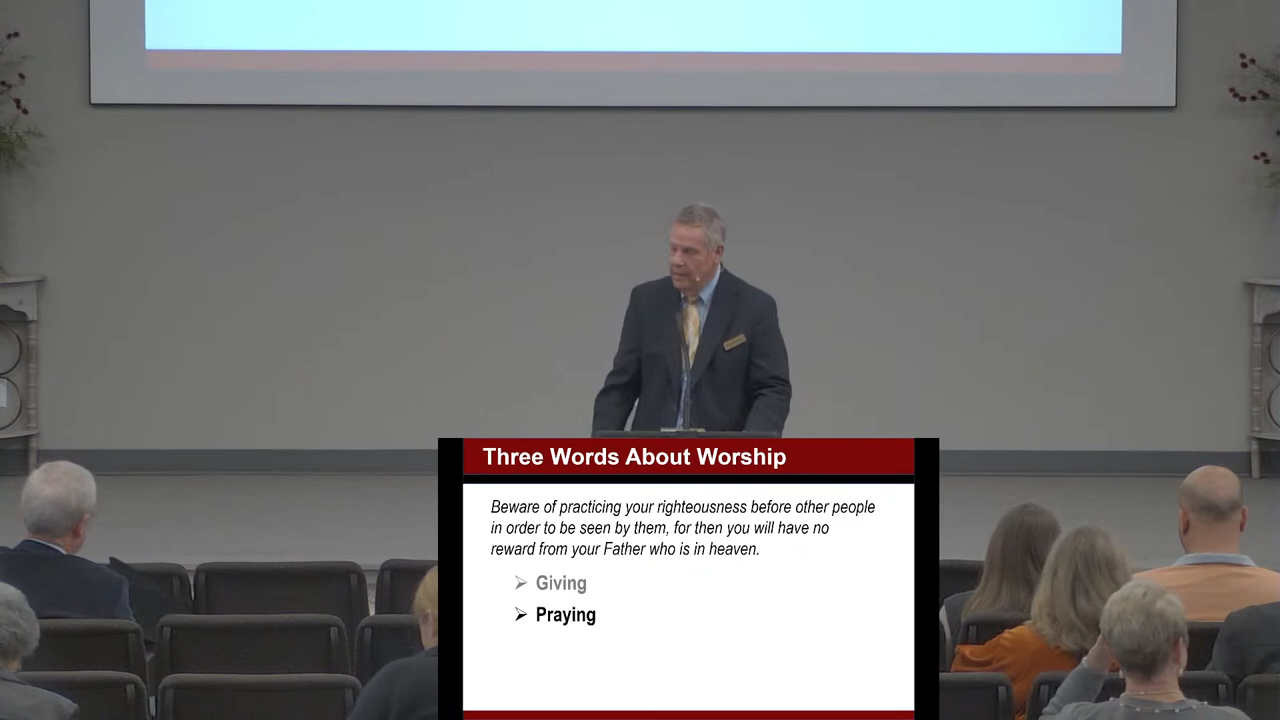 Three Words About Worship
Beware of practicing your righteousness before other people
in order to be seen by them, for then you will have no
reward from your Father who is in heaven.
Giving
Praying